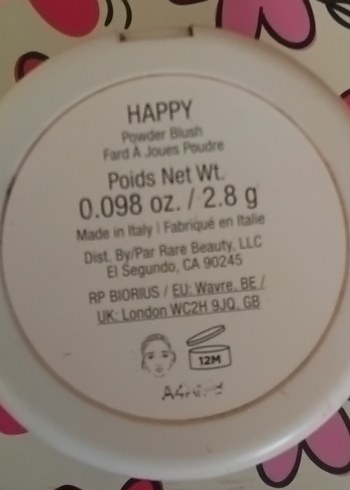 HAPPY
Powder Blush
Fard À Joues Poudre
Poids Net Wt.
0.098 oz. / 2.8 g
Made in Italy | Fabriqué en Italie
Dist. By/Par Rare Beauty, LLC
El Segundo, CA 90245
RP BIORIUS / EU: Wavre, BE /
UK: London WC2H 9JQ, GB
12M